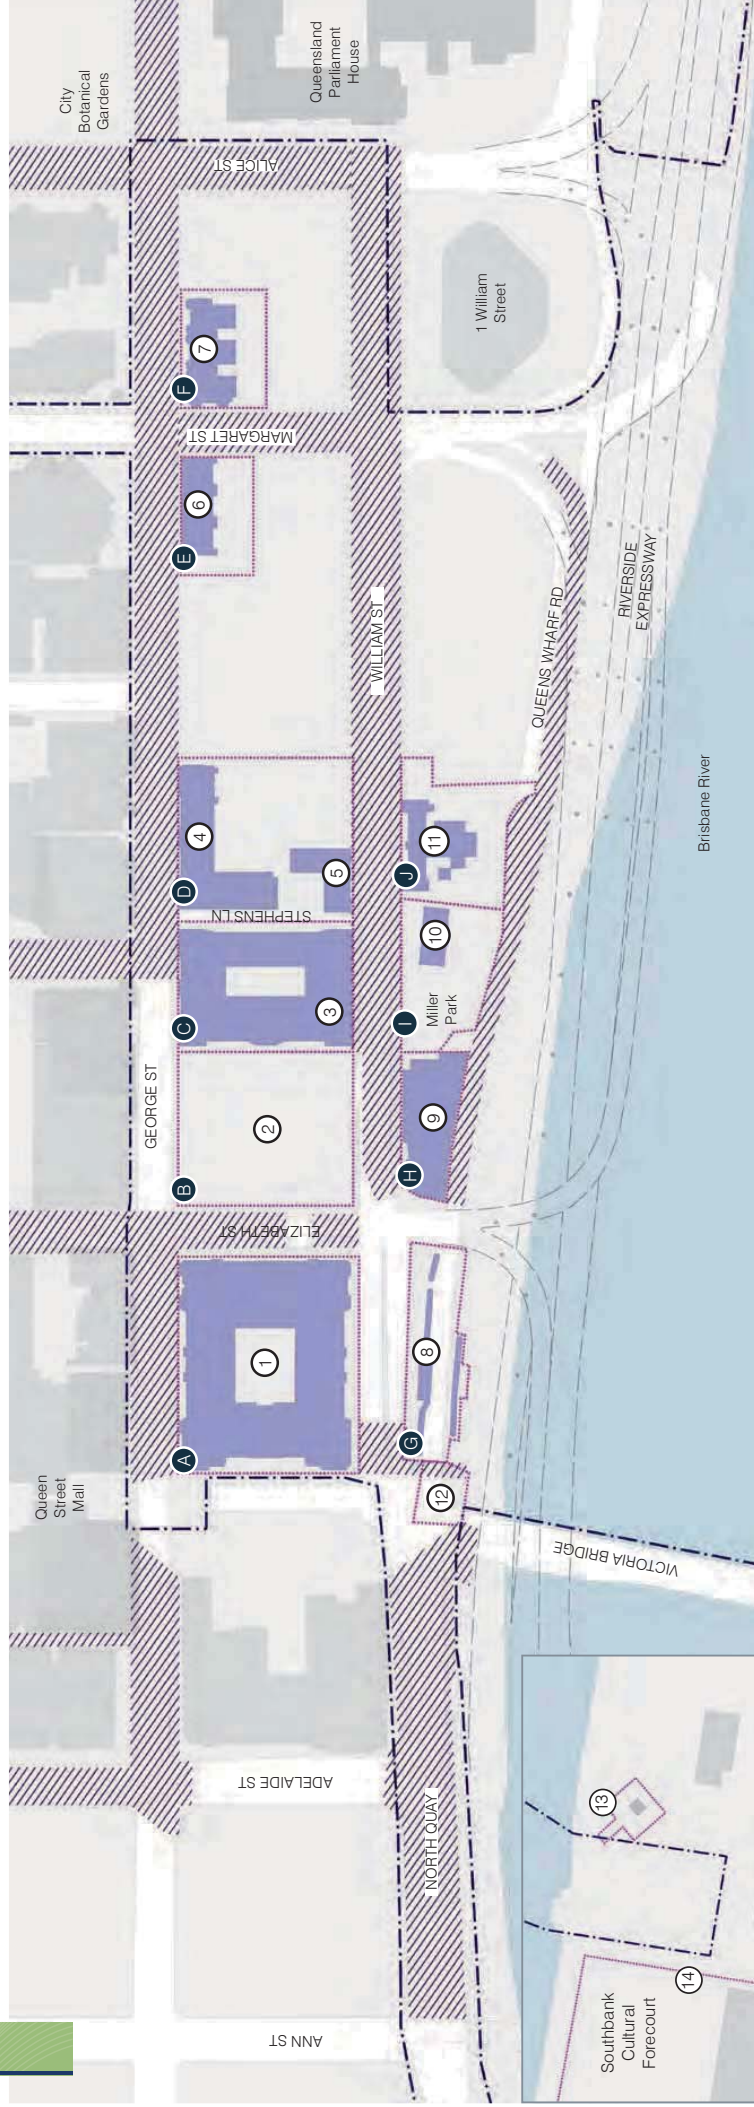 City
Botanical
Gardens
Queensland
Parliament
House
ALICE ST
7
F
1 William
Street
MARGARET ST
6
E
WILLIAM ST
QUEENS WHARF RD
RIVERSIDE
EXPRESSWAY
4
D
5
STEPHENS LN
11
J
10
I
Miller
Park
C
3
GEORGE ST
B
2
9
H
ELIZABETH ST
Brisbane River
A
1
8
G
12
Queen
Street
Mall
VICTORIA BRIDGE
ADELAIDE ST
NORTH QUAY
ANN ST
13
14
Southbank
Cultural
Forecourt